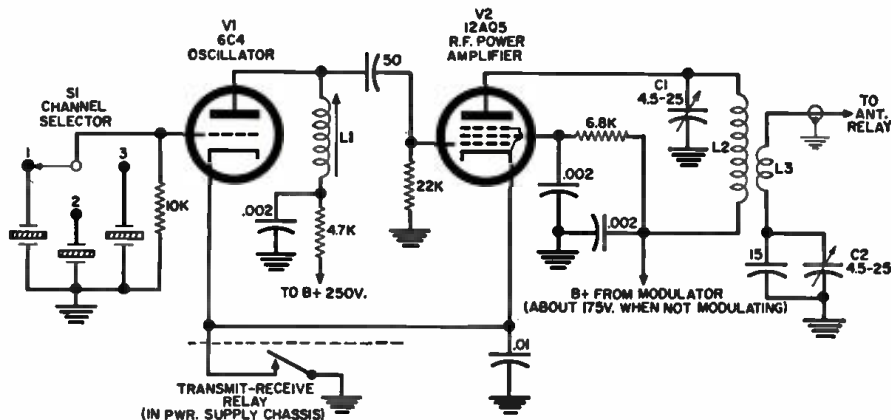 V1
6C4
OSCILLATOR
V2
12AQ5
R.F. POWER
AMPLIFIER
S1
CHANNEL
SELECTOR
1
2
3
10K
L1
.002
4.7K
TO B+ 250V.
50
22K
6.8K
.002
.002
C1
4.5-25
L2
L3
TO
ANT.
RELAY
15
C2
4.5-25
B+ FROM MODULATOR
(ABOUT 175V. WHEN NOT MODULATING)
.01
TRANSMIT-RECEIVE
RELAY
(IN PWR. SUPPLY CHASSIS)